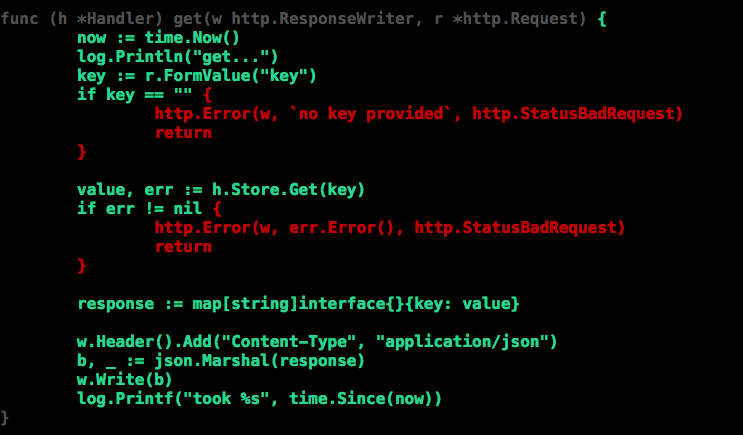 func (h *Handler) get(w http.ResponseWriter, r *http.Request) {
        now := time.Now()
        log.Println("get...")
        key := r.FormValue("key")
        if key == "" {
                http.Error(w, `no key provided`, http.StatusBadRequest)
                return
        }

        value, err := h.Store.Get(key)
        if err != nil {
                http.Error(w, err.Error(), http.StatusBadRequest)
                return
        }

        response := map[string]interface{}{key: value}

        w.Header().Add("Content-Type", "application/json")
        b, _ := json.Marshal(response)
        w.Write(b)
        log.Printf("took %s", time.Since(now))
}